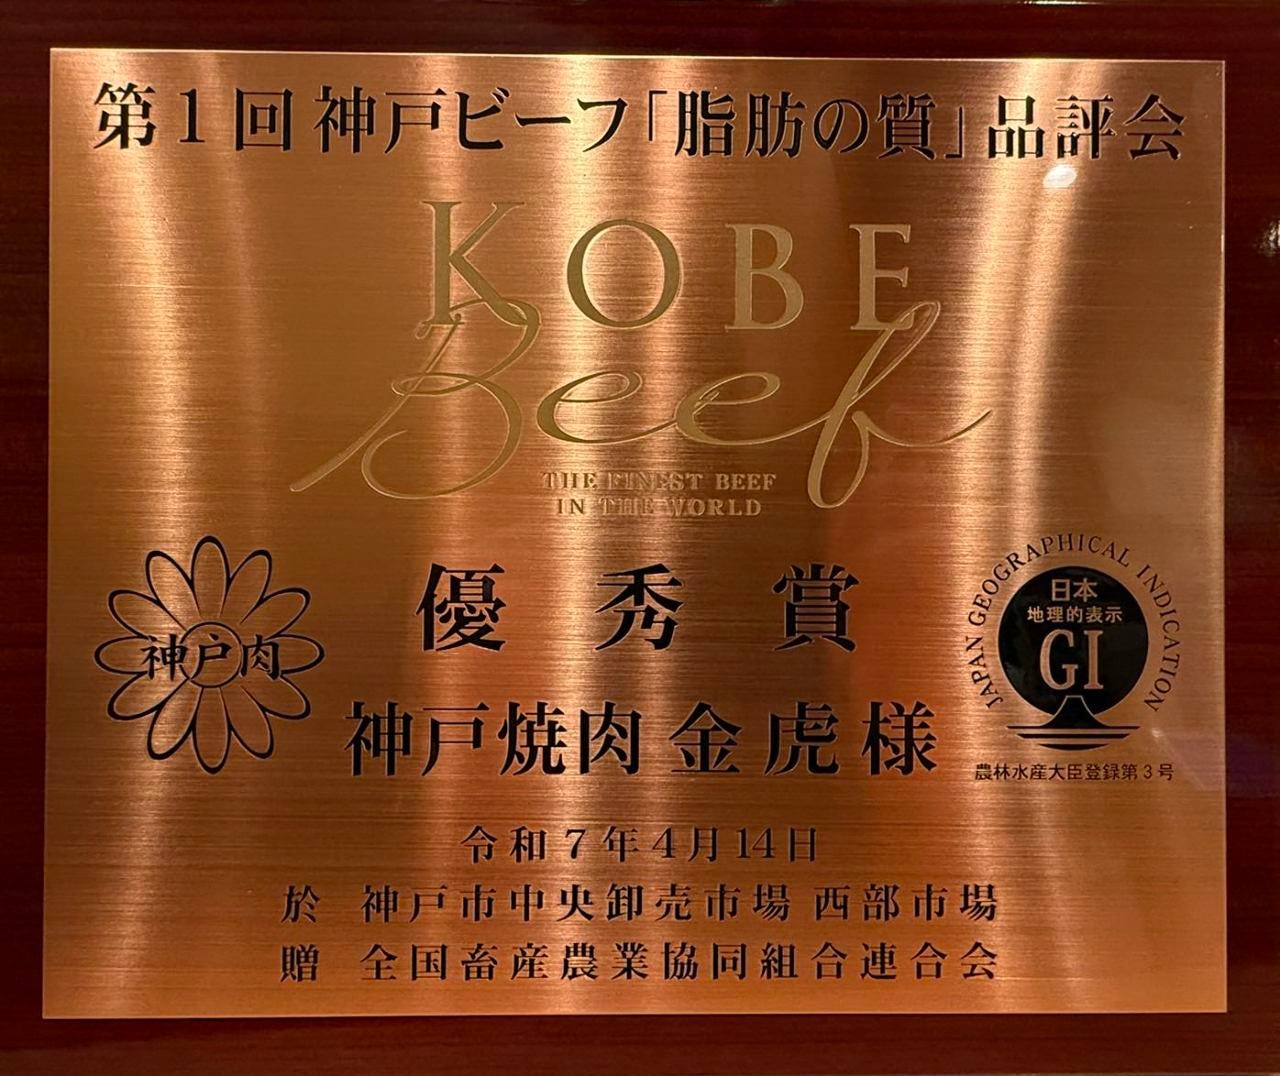 第1回 神戸ビーフ「脂肪の質」品評会
KOBE
Beef
THE FINEST BEEF
IN THE WORLD
神戸肉
優秀賞
神戸焼肉 金虎 様
JAPAN GEOGRAPHICAL INDICATION
日本
地理的表示
GI
農林水産大臣登録第3号
令和7年4月14日
於 神戸市中央卸売市場 西部市場
贈 全国畜産農業協同組合連合会